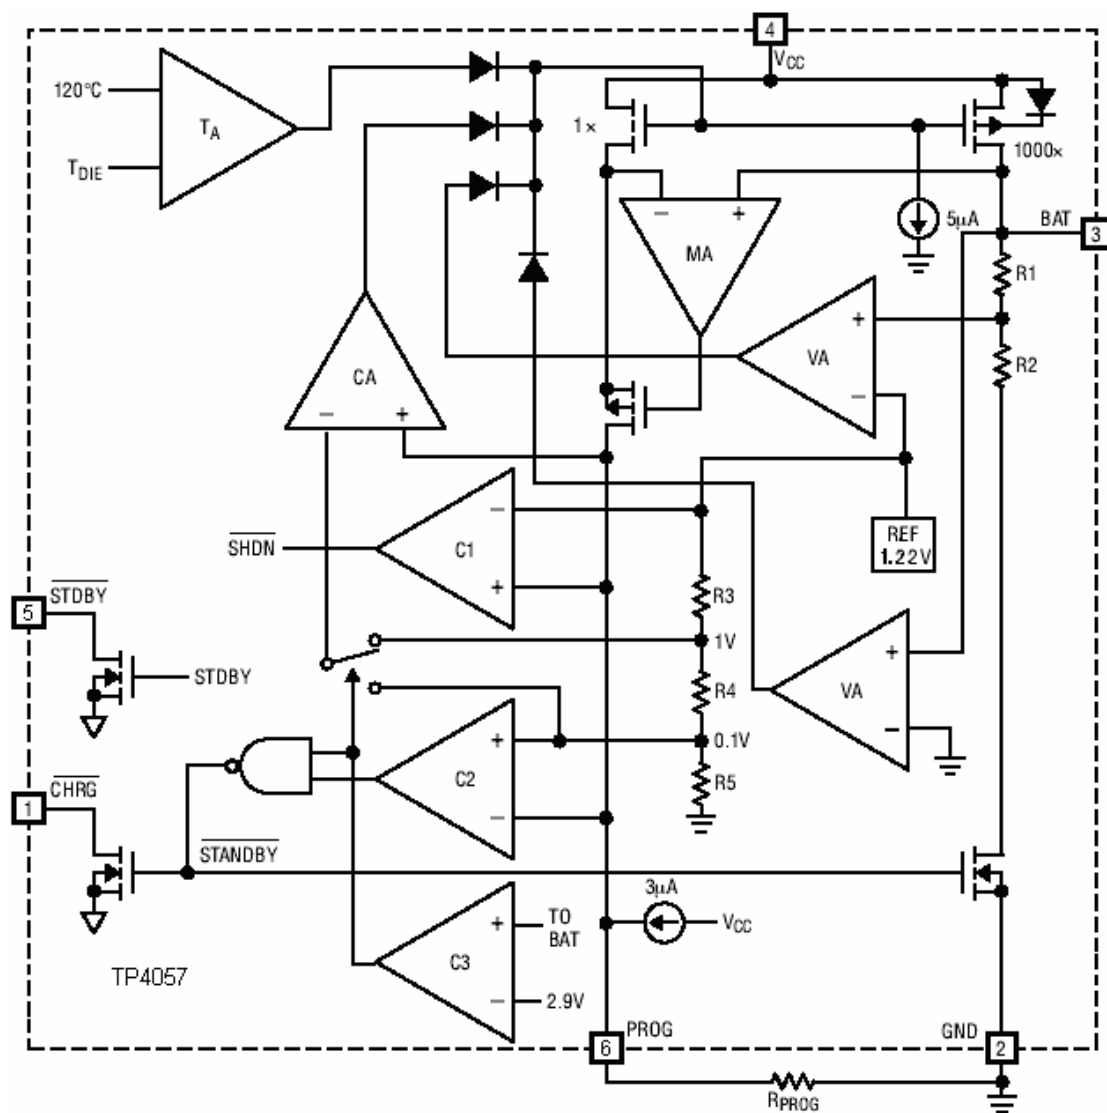 4
VCC
120°C
TA
TDIE
1×
1000×
− +
MA
5µA
BAT
3
R1
+
VA
−
R2
CA
− +
REF
1.22V
−
C1
+
SHDN
R3
5
STDBY
STDBY
1V
R4
+
VA
−
0.1V
+
C2
−
R5
1
CHRG
STANDBY
3µA
VCC
+
TO
BAT
C3
−
2.9V
TP4057
PROG
6
GND
2
RPROG